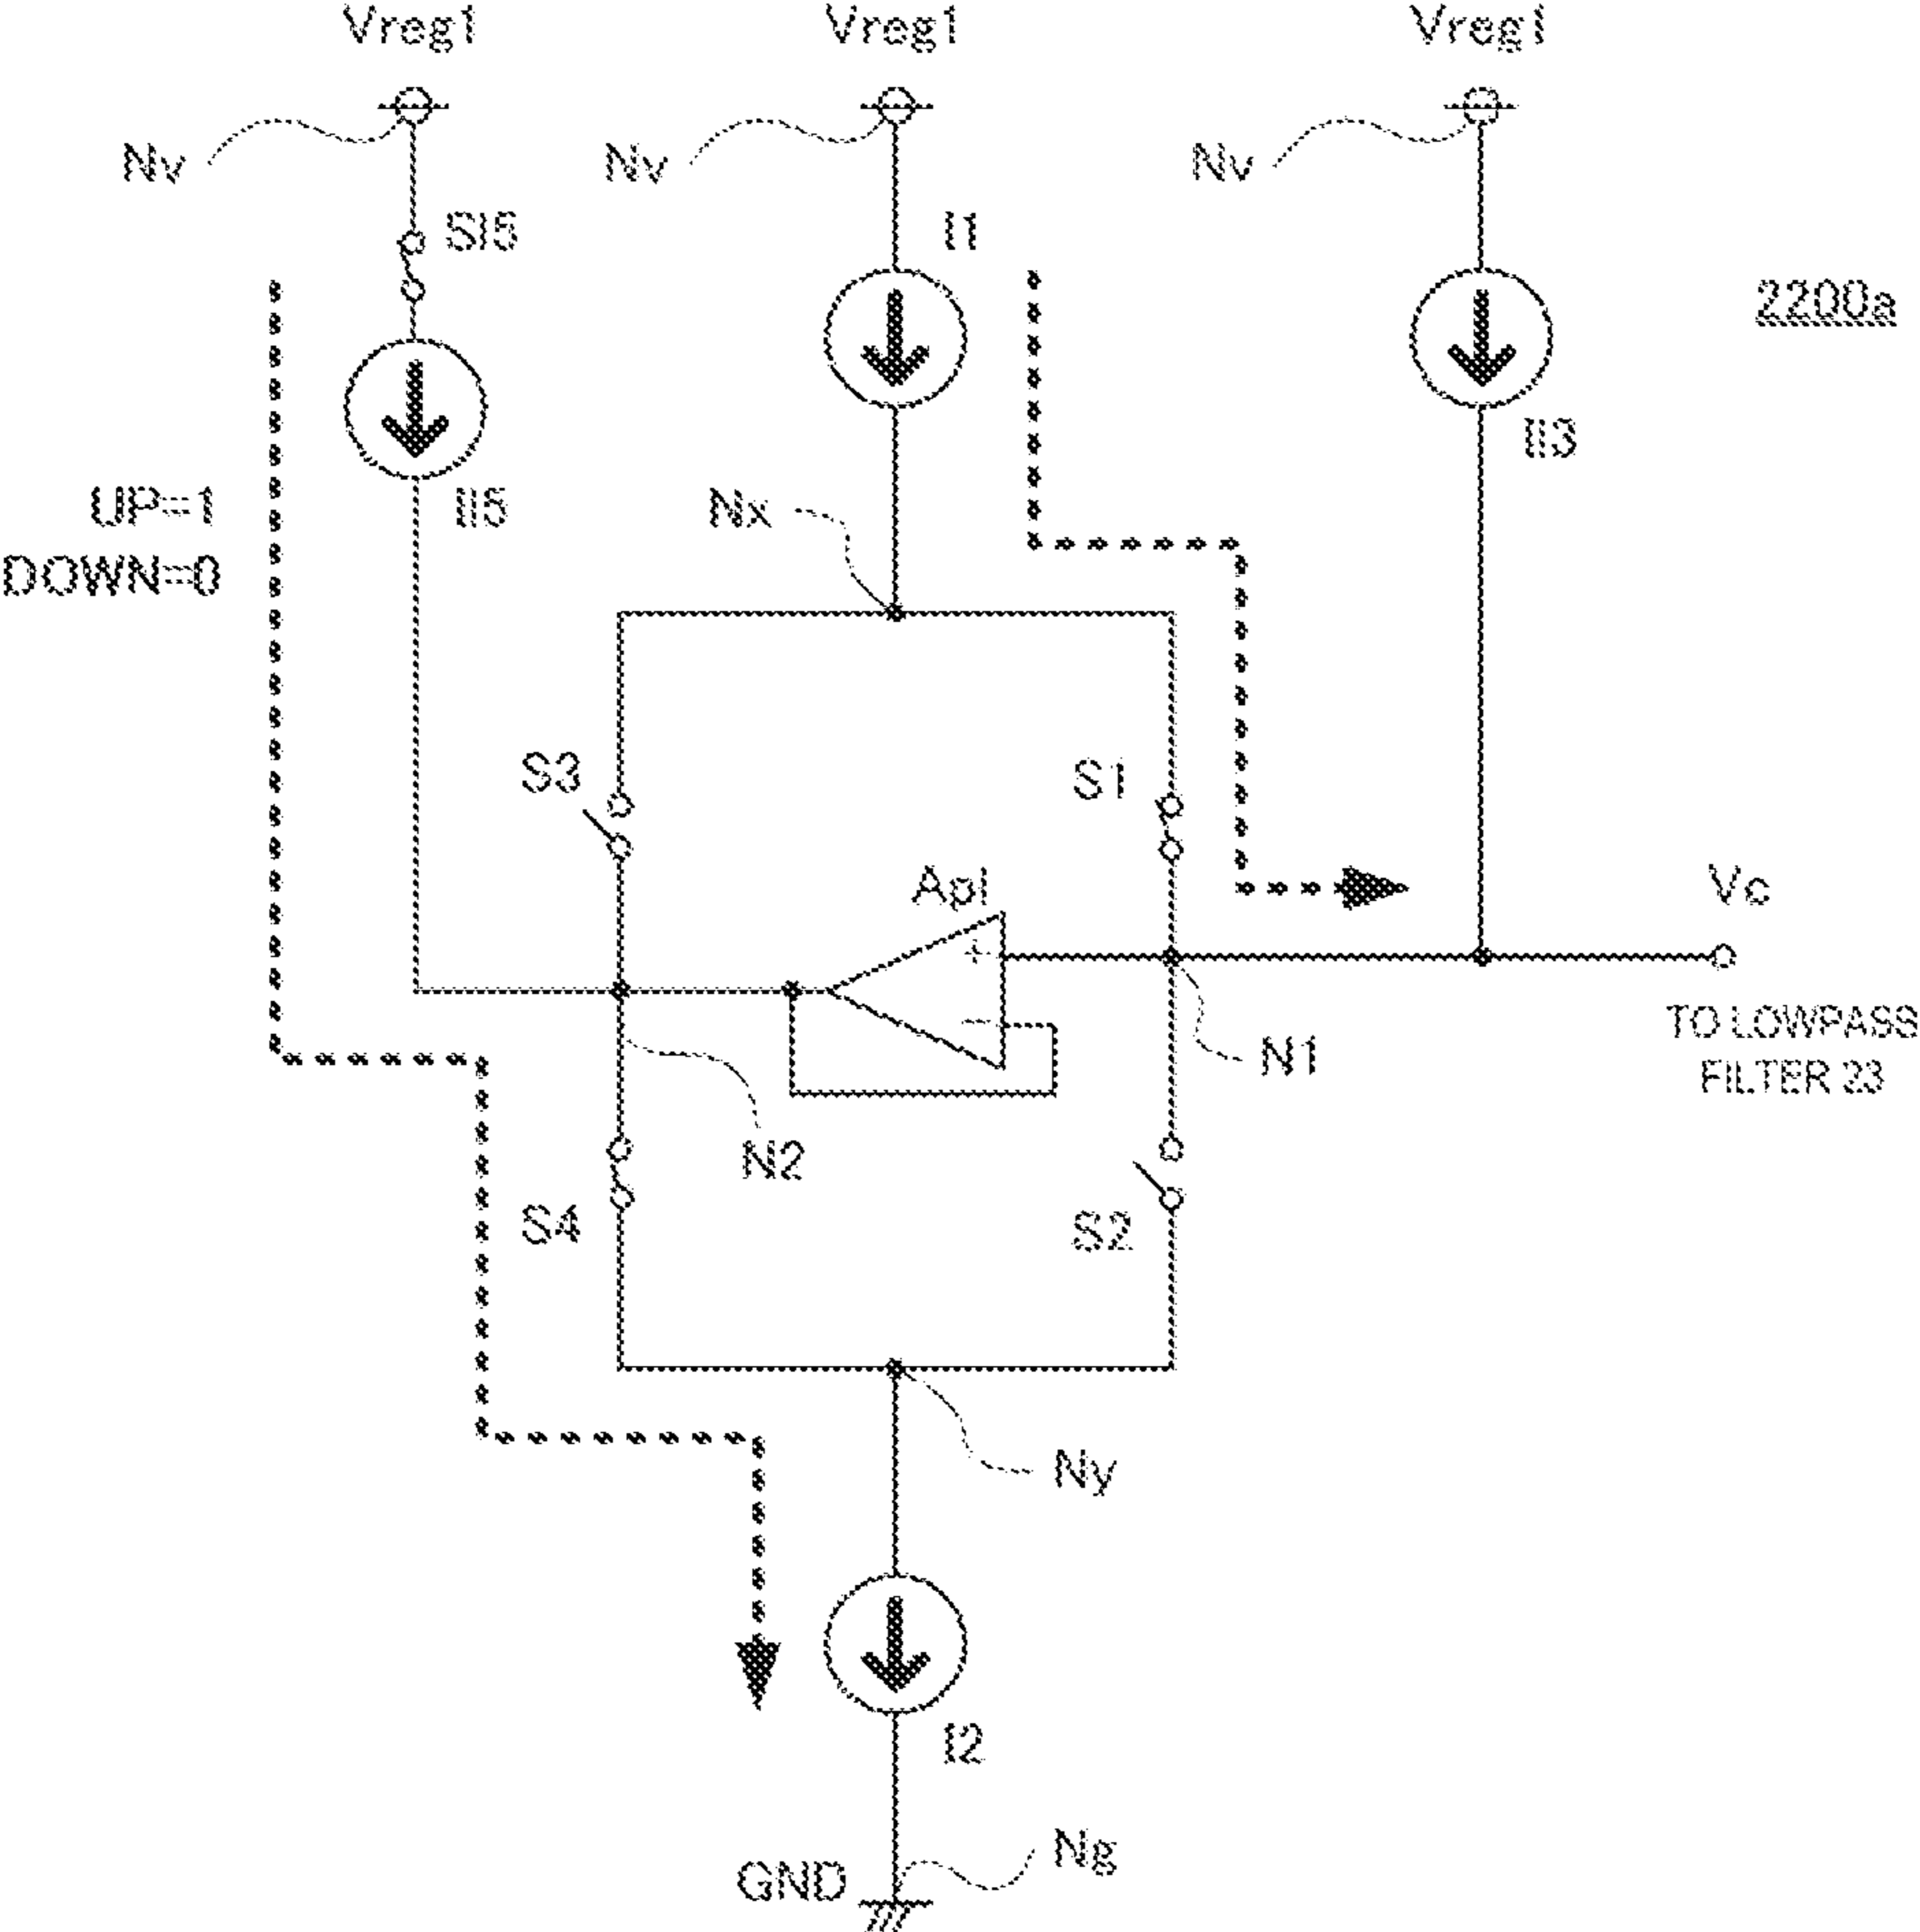 Vreg1
Vreg1
Vreg1
Nv
Nv
Nv
SI5
I1
2200a
II3
UP=1
II5
Nx
DOWN=0
S3
S1
Apl
Vc
+
−
TO LOWPASS
FILTER 23
N1
N2
S4
S2
Ny
I2
Ng
GND